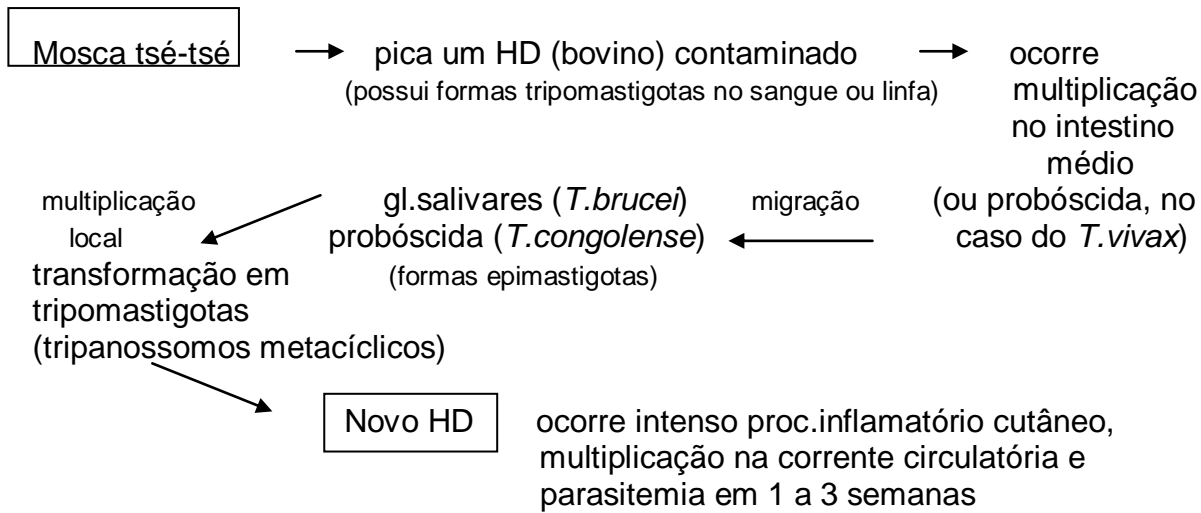 Mosca tsé-tsé
pica um HD (bovino) contaminado
(possui formas tripomastigotas no sangue ou linfa)
ocorre
multiplicação
no intestino
médio
(ou probóscida, no
caso do T.vivax)
migração
gl.salivares (T.brucei)
probóscida (T.congolense)
(formas epimastigotas)
multiplicação
local
transformação em
tripomastigotas
(tripanossomos metacíclicos)
Novo HD
ocorre intenso proc.inflamatório cutâneo,
multiplicação na corrente circulatória e
parasitemia em 1 a 3 semanas